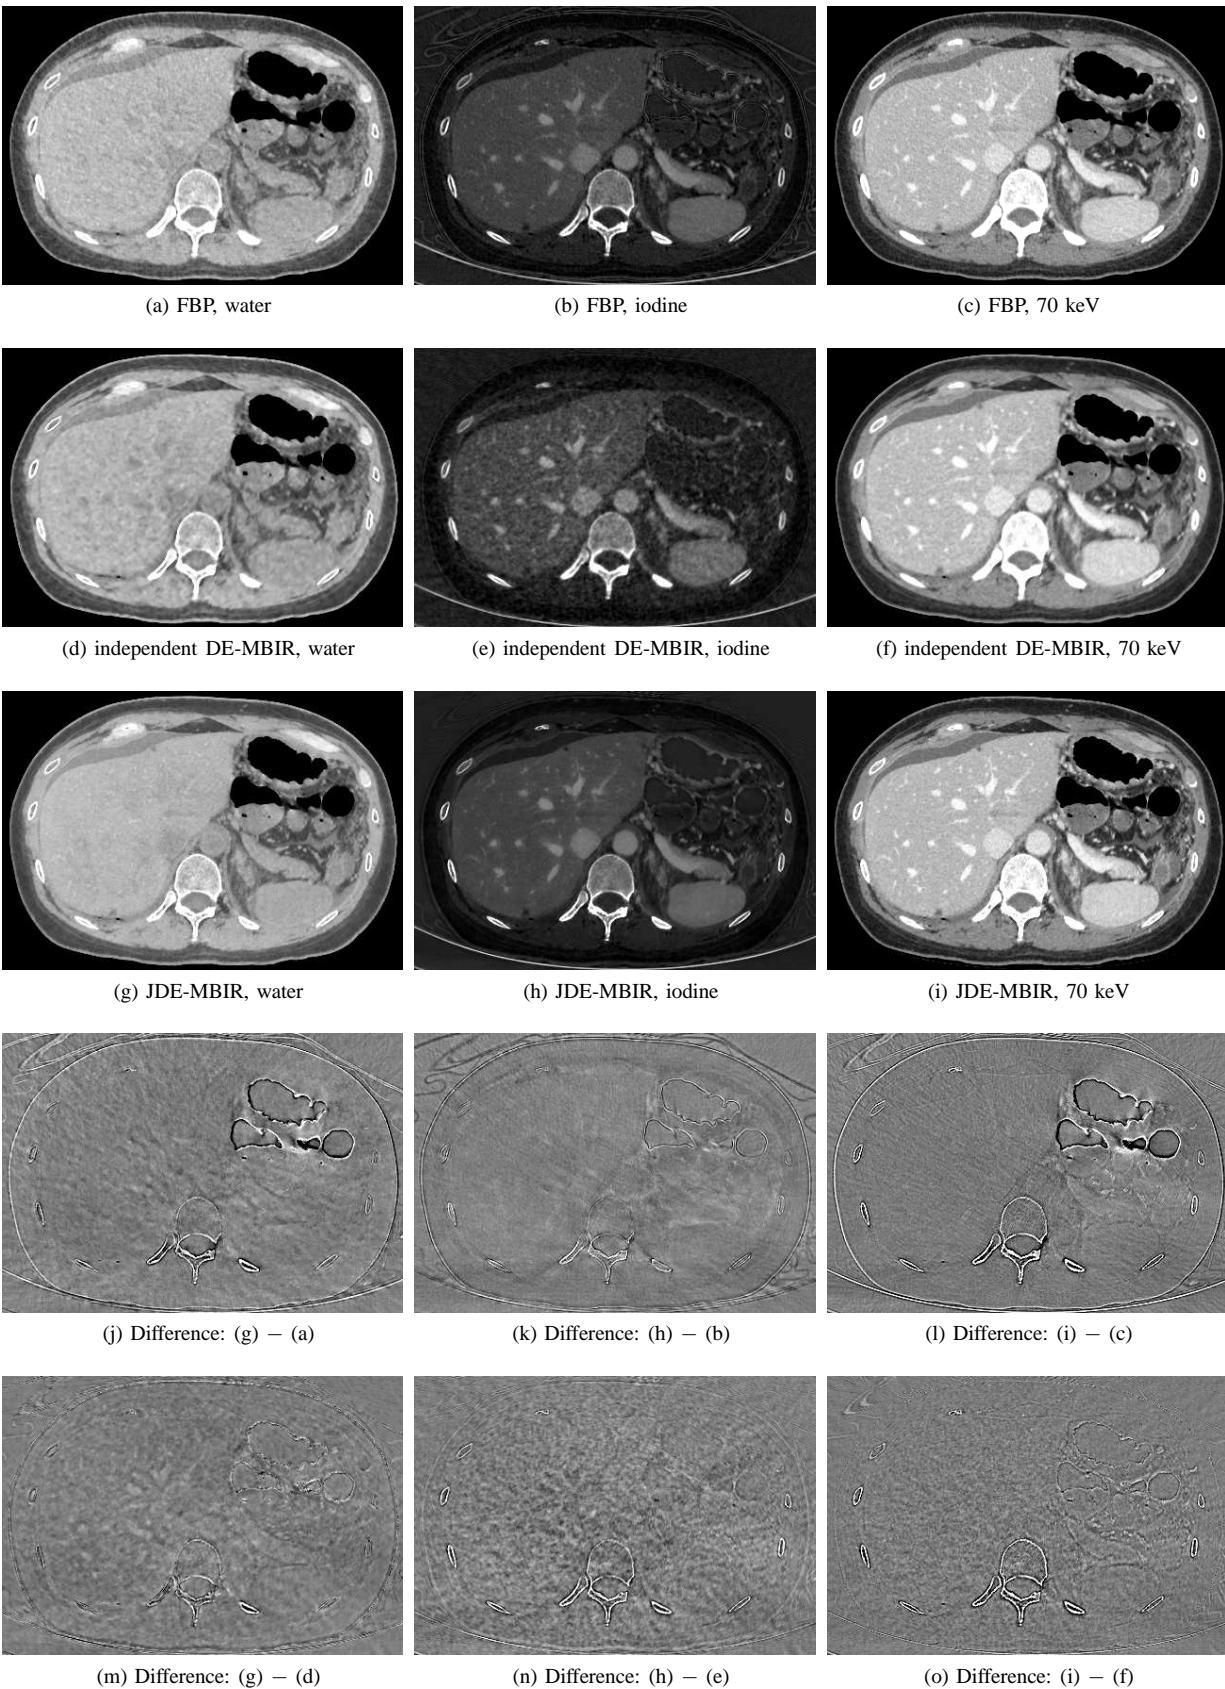 (a) FBP, water
(b) FBP, iodine
(c) FBP, 70 keV
(d) independent DE-MBIR, water
(e) independent DE-MBIR, iodine
(f) independent DE-MBIR, 70 keV
(g) JDE-MBIR, water
(h) JDE-MBIR, iodine
(i) JDE-MBIR, 70 keV
(j) Difference: (g) − (a)
(k) Difference: (h) − (b)
(l) Difference: (i) − (c)
(m) Difference: (g) − (d)
(n) Difference: (h) − (e)
(o) Difference: (i) − (f)